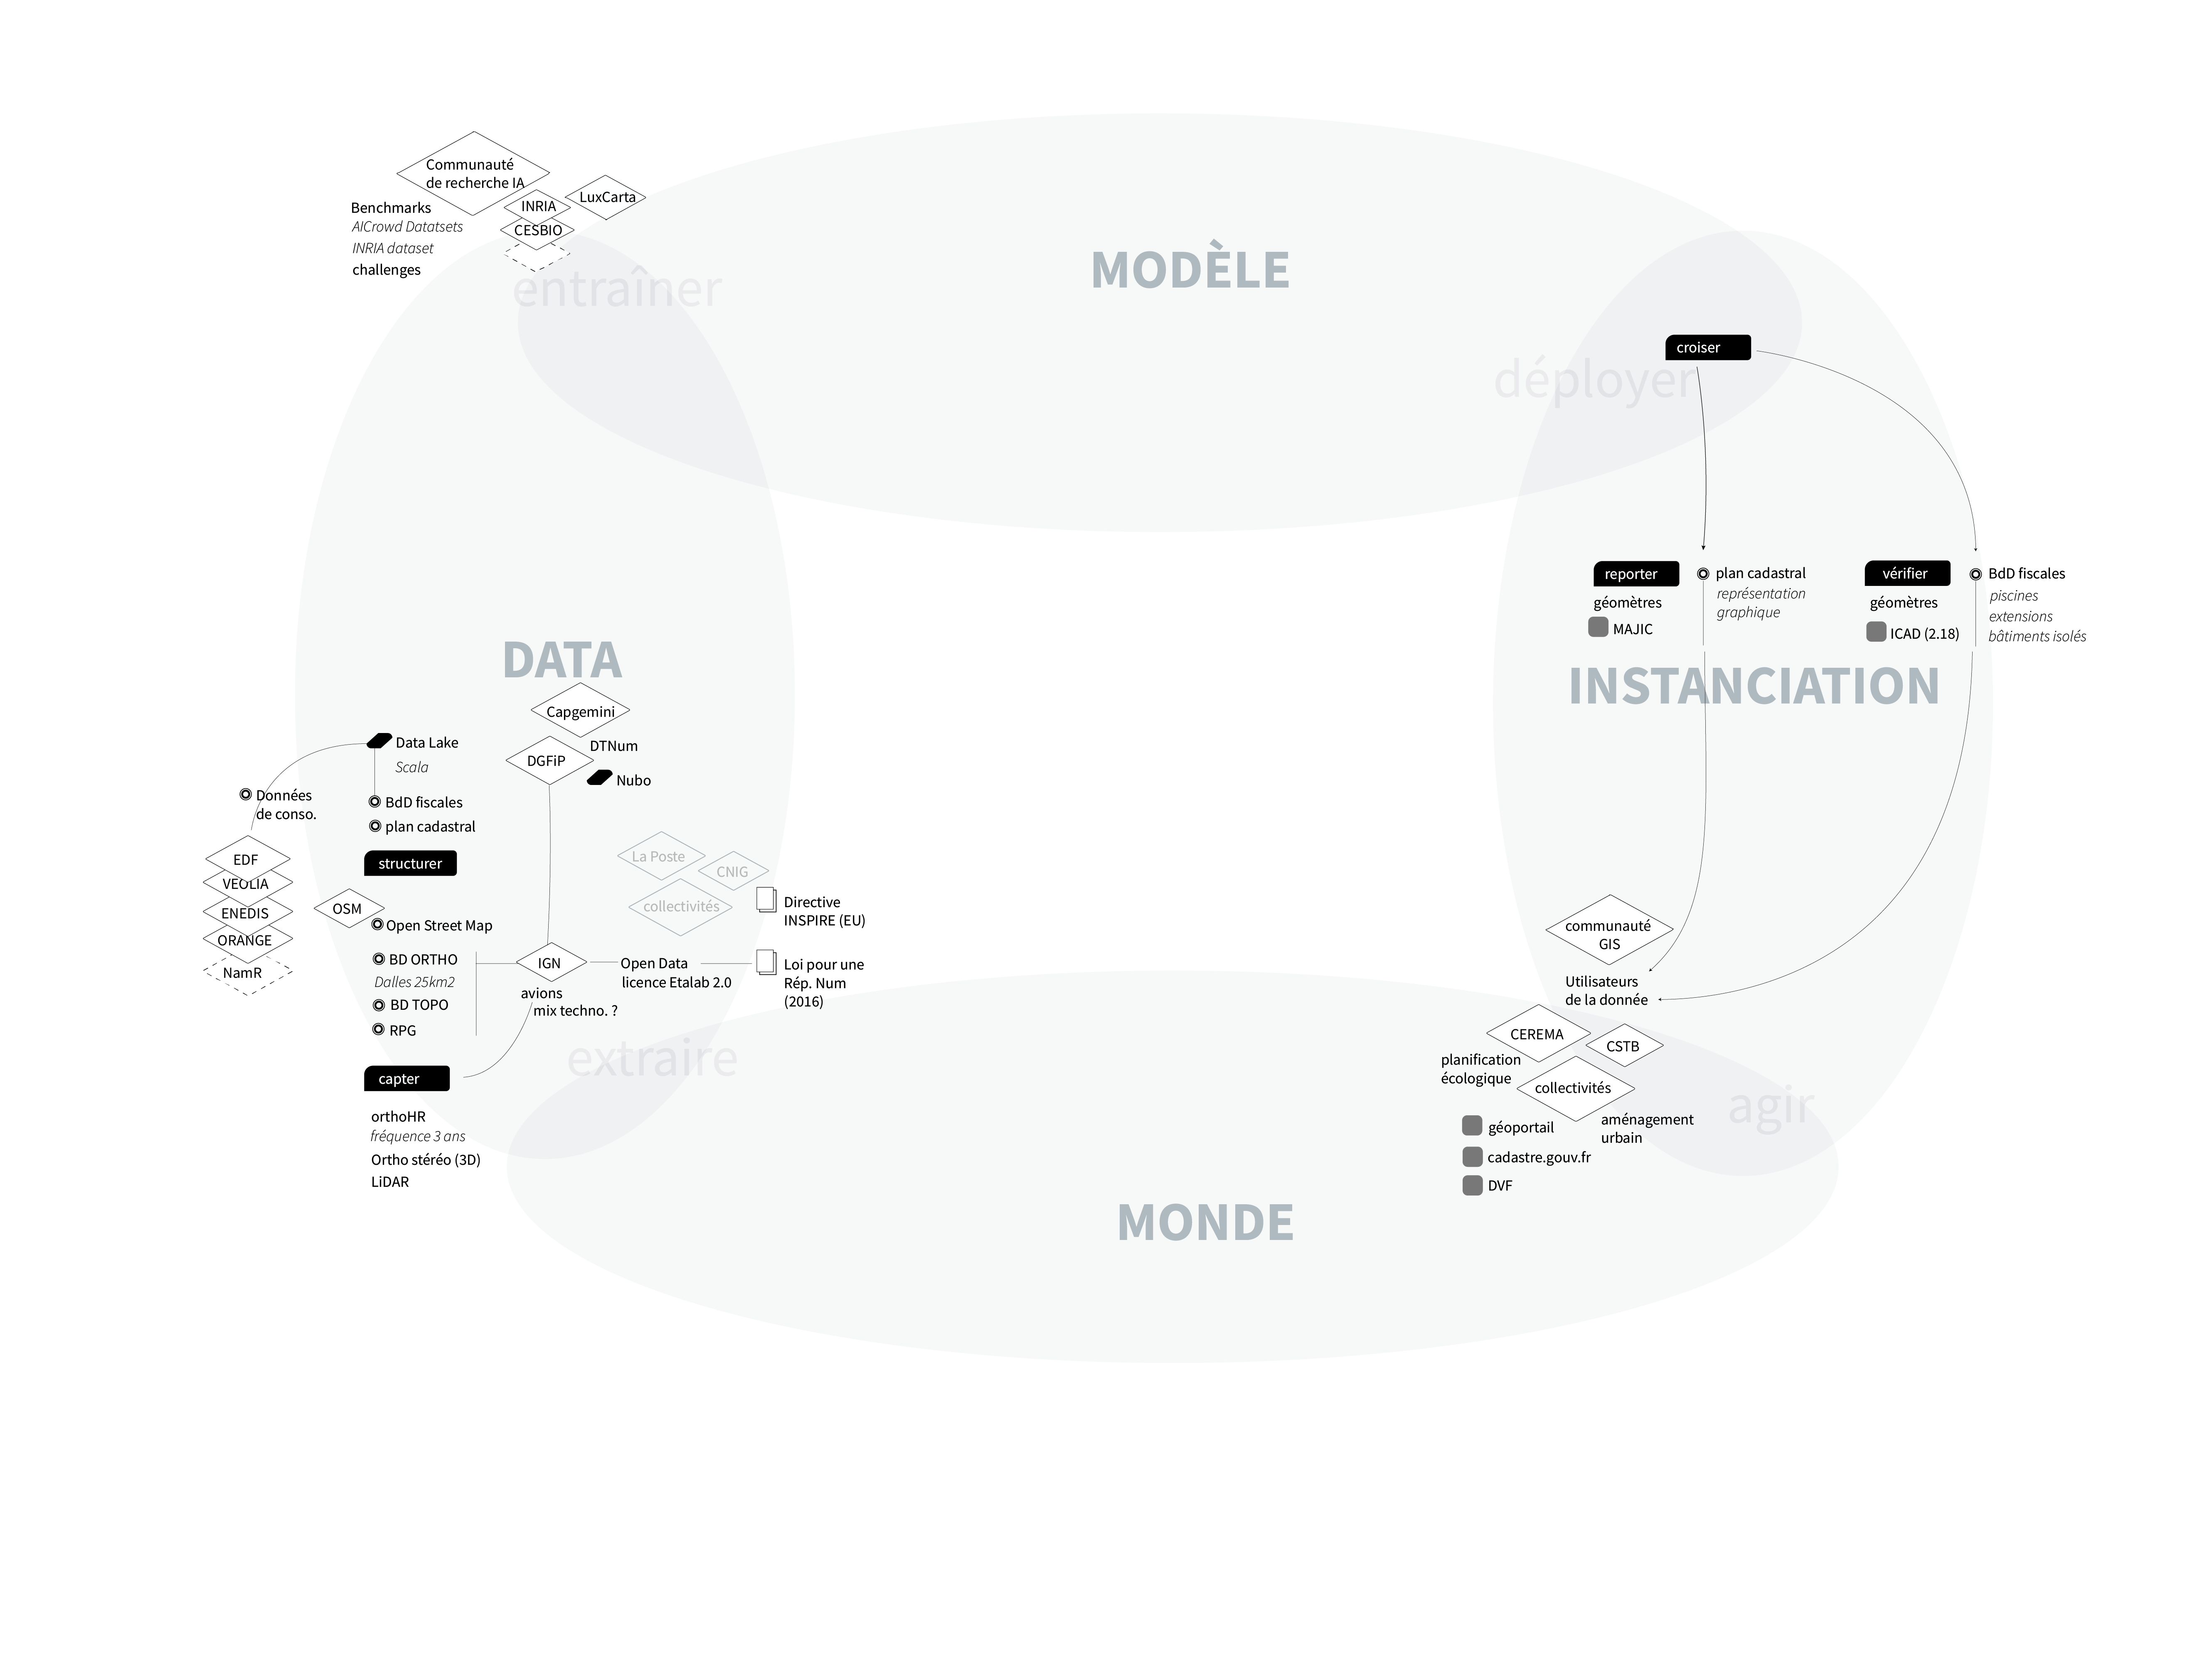 Communauté
de recherche IA
LuxCarta
INRIA
CESBIO
Benchmarks
AICrowd Datatsets
INRIA dataset
challenges
entraîner
MODÈLE
croiser
déployer
reporter
géomètres
MAJIC
plan cadastral
représentation
graphique
vérifier
géomètres
ICAD (2.18)
BdD fiscales
piscines
extensions
bâtiments isolés
DATA
INSTANCIATION
Capgemini
DGFiP
DTNum
Nubo
Data Lake
Scala
Données
de conso.
BdD fiscales
plan cadastral
structurer
EDF
VEOLIA
ENEDIS
ORANGE
NamR
OSM
Open Street Map
BD ORTHO
Dalles 25km2
BD TOPO
RPG
La Poste
CNIG
collectivités
Directive
INSPIRE (EU)
IGN
avions
mix techno. ?
Open Data
licence Etalab 2.0
Loi pour une
Rép. Num
(2016)
extraire
capter
orthoHR
fréquence 3 ans
Ortho stéréo (3D)
LiDAR
communauté
GIS
Utilisateurs
de la donnée
CEREMA
CSTB
planification
écologique
collectivités
aménagement
urbain
agir
géoportail
cadastre.gouv.fr
DVF
MONDE